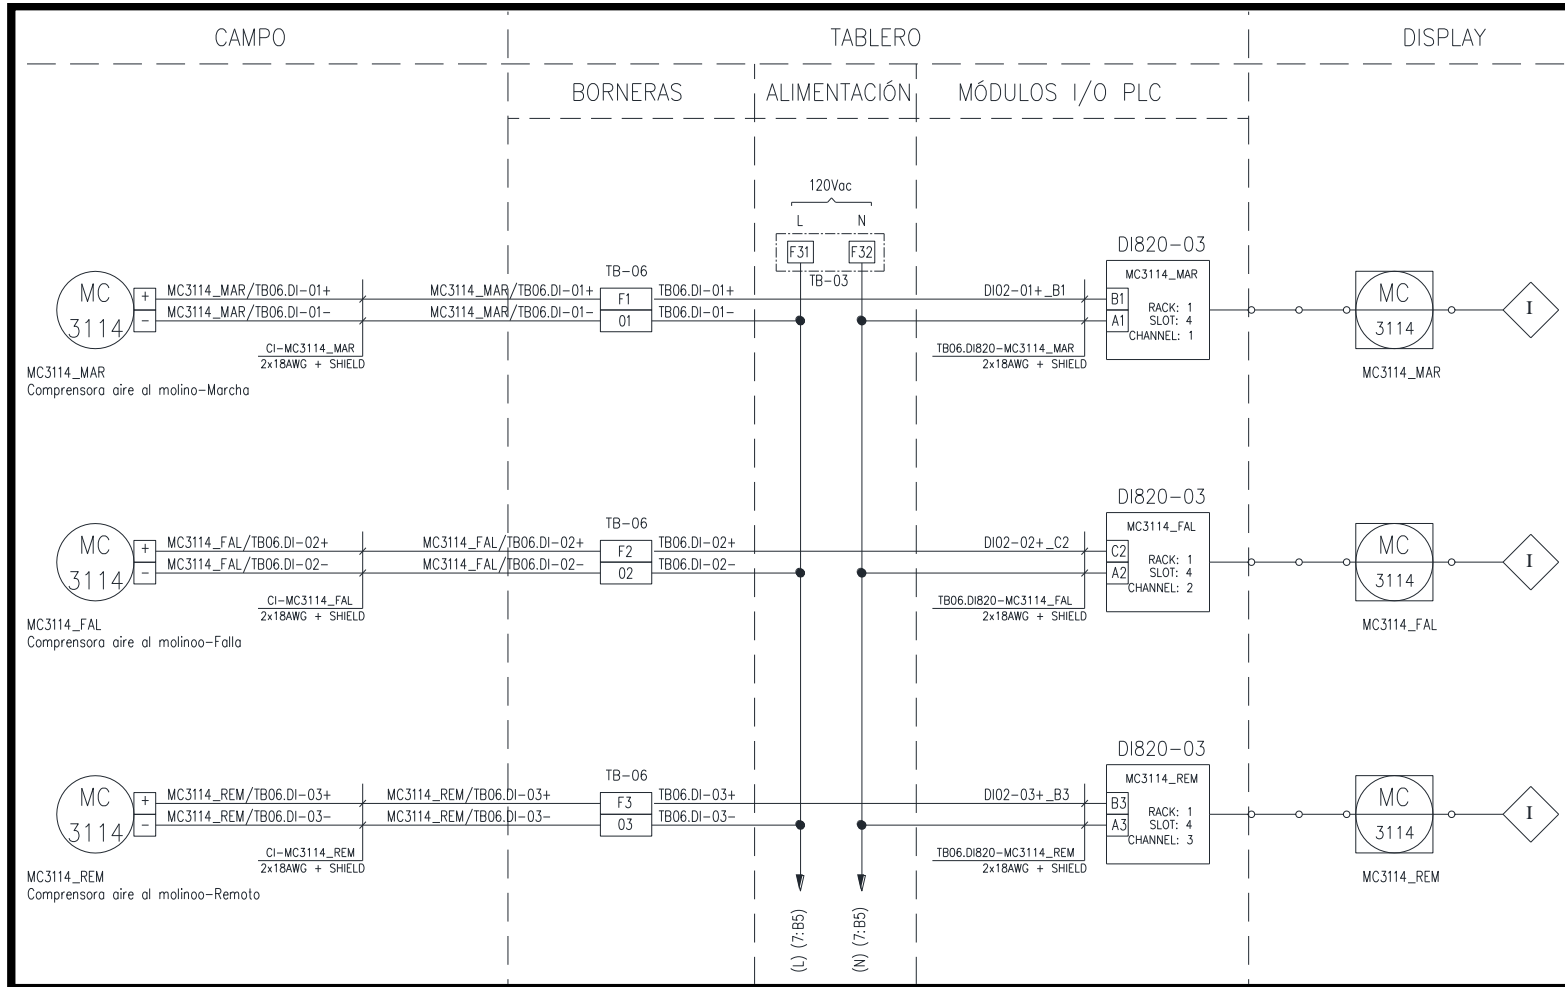 CAMPO
TABLERO
DISPLAY
BORNERAS
ALIMENTACIÓN
MÓDULOS I/O PLC
120Vac
L
N
F31
F32
TB-03
MC
3114
+
-
MC3114_MAR/TB06.DI-01+
MC3114_MAR/TB06.DI-01-
CI-MC3114_MAR
2x18AWG + SHIELD
MC3114_MAR
Comprensora aire al molino-Marcha
MC3114_MAR/TB06.DI-01+
MC3114_MAR/TB06.DI-01-
TB-06
F1
01
TB06.DI-01+
TB06.DI-01-
DI02-01+_B1
TB06.DI820-MC3114_MAR
2x18AWG + SHIELD
DI820-03
MC3114_MAR
B1
A1
RACK: 1
SLOT: 4
CHANNEL: 1
MC
3114
MC3114_MAR
I
MC
3114
+
-
MC3114_FAL/TB06.DI-02+
MC3114_FAL/TB06.DI-02-
CI-MC3114_FAL
2x18AWG + SHIELD
MC3114_FAL
Comprensora aire al molinoo-Falla
MC3114_FAL/TB06.DI-02+
MC3114_FAL/TB06.DI-02-
TB-06
F2
02
TB06.DI-02+
TB06.DI-02-
DI02-02+_C2
TB06.DI820-MC3114_FAL
2x18AWG + SHIELD
DI820-03
MC3114_FAL
C2
A2
RACK: 1
SLOT: 4
CHANNEL: 2
MC
3114
MC3114_FAL
I
MC
3114
+
-
MC3114_REM/TB06.DI-03+
MC3114_REM/TB06.DI-03-
CI-MC3114_REM
2x18AWG + SHIELD
MC3114_REM
Comprensora aire al molinoo-Remoto
MC3114_REM/TB06.DI-03+
MC3114_REM/TB06.DI-03-
TB-06
F3
03
TB06.DI-03+
TB06.DI-03-
DI02-03+_B3
TB06.DI820-MC3114_REM
2x18AWG + SHIELD
DI820-03
MC3114_REM
B3
A3
RACK: 1
SLOT: 4
CHANNEL: 3
MC
3114
MC3114_REM
I
(L) (7:B5)
(N) (7:B5)